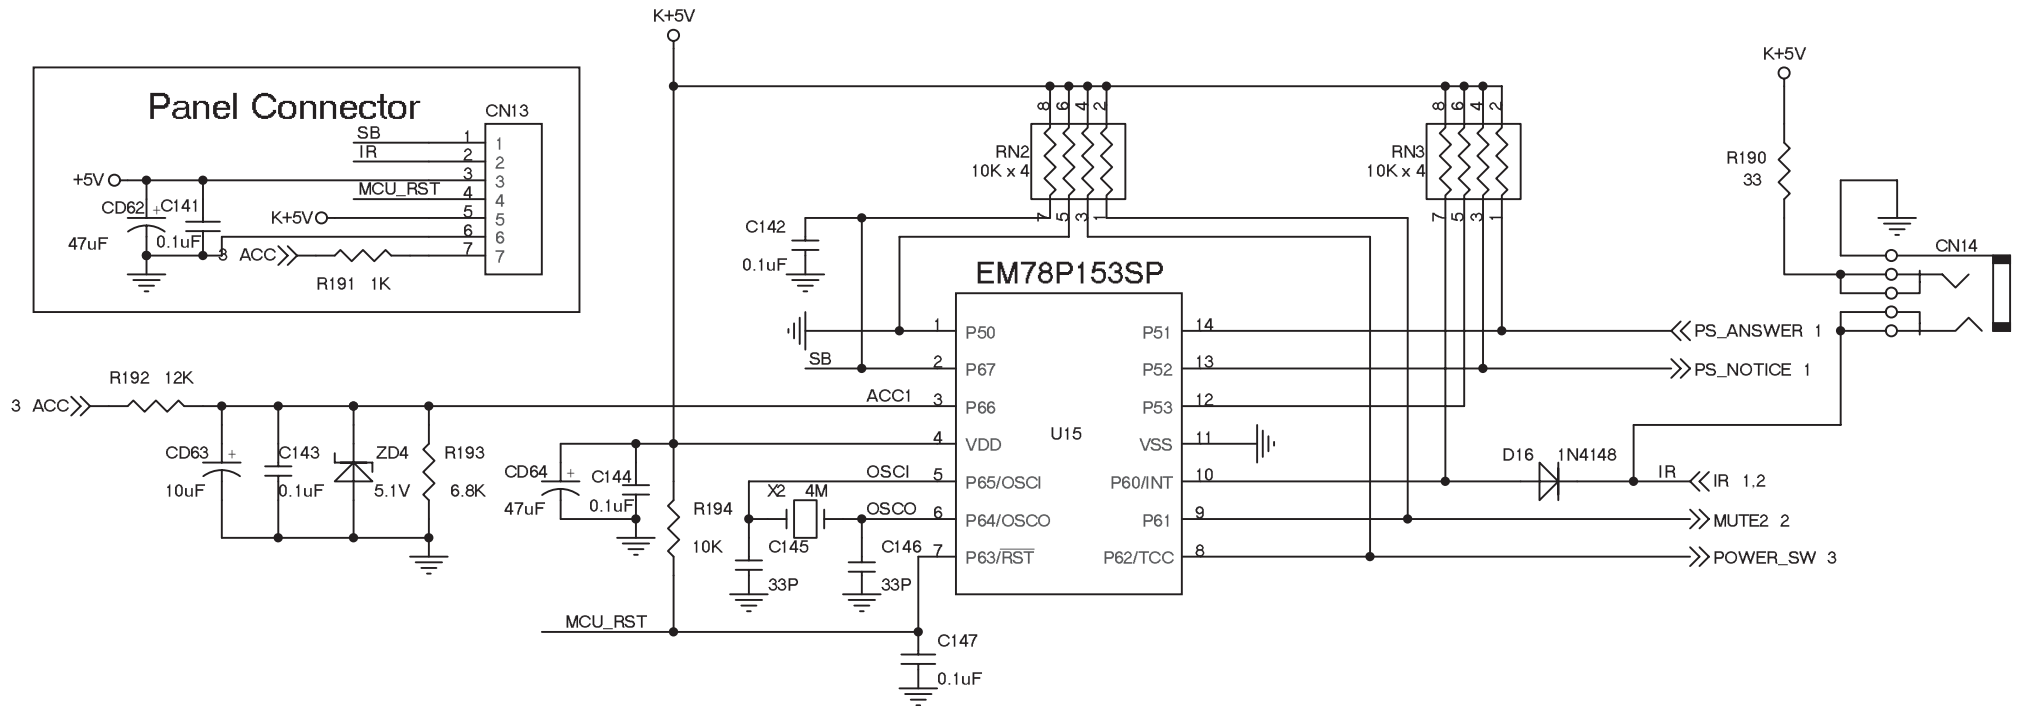 K+5V
Panel Connector
CN13
SB 1 1
IR 2 2
+5V 3 3
MCU_RST 4 4
CD62 + C141
K+5V 5 5
47uF 0.1uF 6 6
3 ACC 7 7
R191 1K
8 6 4 2
RN2
10K x 4
7 5 3 1
8 6 4 2
RN3
10K x 4
7 5 3 1
K+5V
R190
33
CN14
C142
0.1uF
EM78P153SP
1 P50 P51 14 PS_ANSWER 1
SB 2 P67 P52 13 PS_NOTICE 1
R192 12K
3 ACC ACC1 3 P66 P53 12
4 VDD U15 VSS 11
CD63 + C143 ZD4 R193
10uF 0.1uF 5.1V 6.8K
CD64 + C144
47uF 0.1uF
OSCI 5 P65/OSCI P60/INT 10 D16 1N4148 IR IR 1,2
X2 4M
OSCO 6 P64/OSCO P61 9 MUTE2 2
R194
10K
C145
33P
C146
33P
7 P63/RST P62/TCC 8 POWER_SW 3
MCU_RST
C147
0.1uF